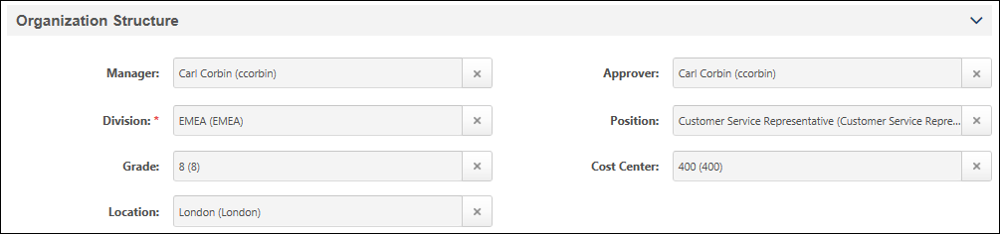 Organization Structure
Manager: Carl Corbin (ccorbin) Approver: Carl Corbin (ccorbin)
Division: * EMEA (EMEA) Position: Customer Service Representative (Customer Service Repre...
Grade: 8 (8) Cost Center: 400 (400)
Location: London (London)